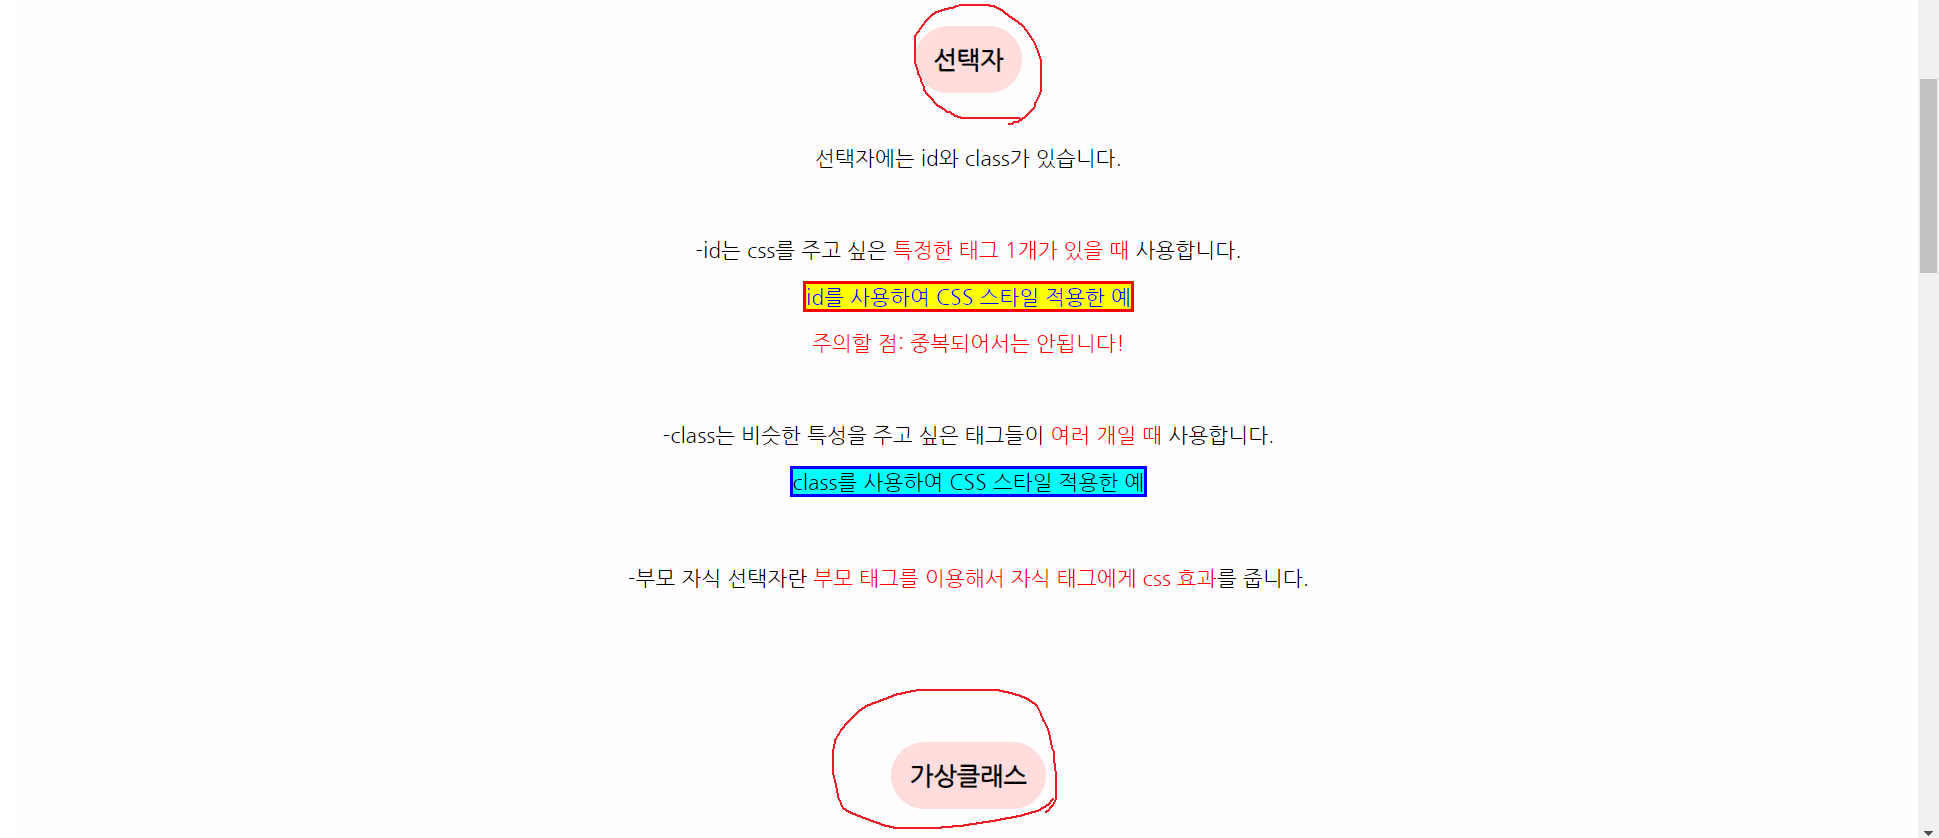 선택자
선택자에는 id와 class가 있습니다.
-id는 css를 주고 싶은 특정한 태그 1개가 있을 때 사용합니다.
id를 사용하여 CSS 스타일 적용한 예
주의할 점: 중복되어서는 안됩니다!
-class는 비슷한 특성을 주고 싶은 태그들이 여러 개일 때 사용합니다.
class를 사용하여 CSS 스타일 적용한 예
-부모 자식 선택자란 부모 태그를 이용해서 자식 태그에게 css 효과를 줍니다.
가상클래스